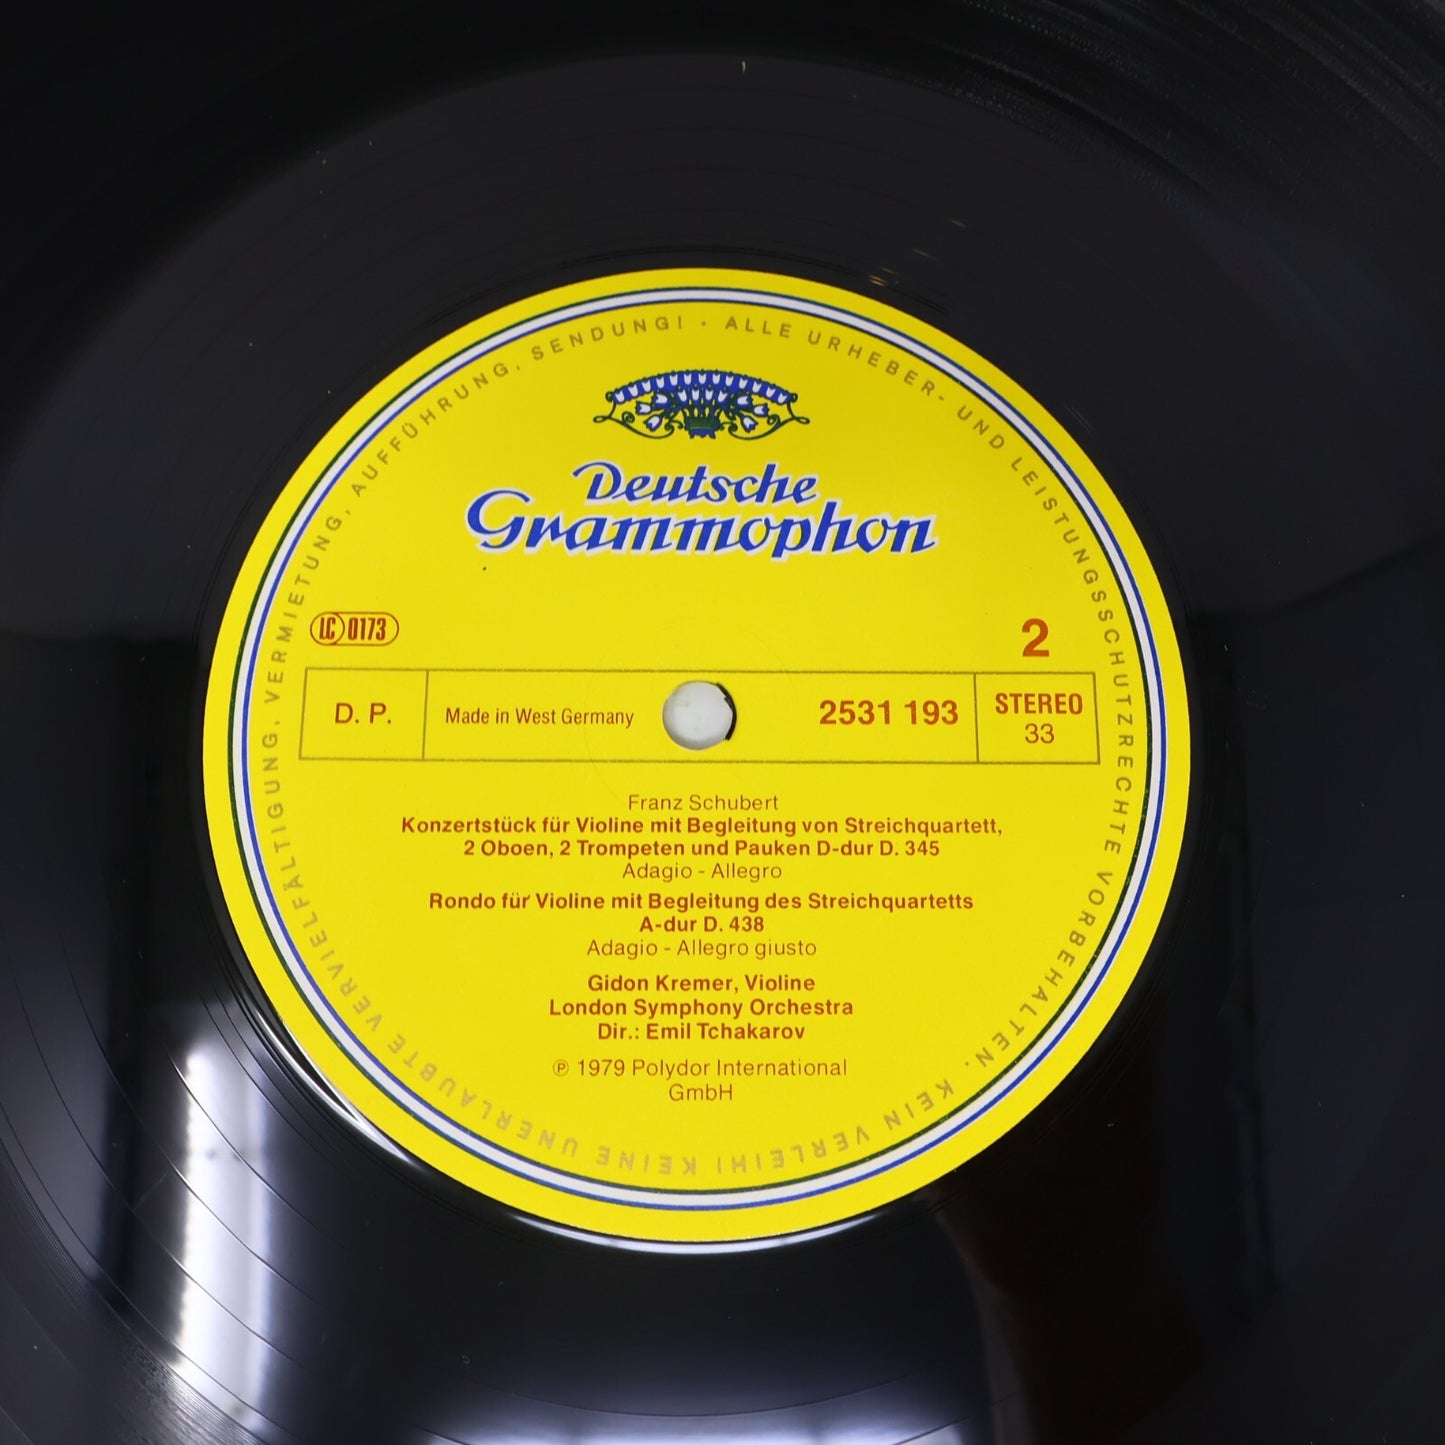 ALLE URHEBER- UND LEISTUNGSSCHUTZRECHTE VORBEHALTEN. KEIN VERLEIH! KEINE UNERLAUBTE VERVIELFÄLTIGUNG, VERMIETUNG, AUFFÜHRUNG, SENDUNG! ·
Deutsche
Grammophon
LC 0173
2
D. P.
Made in West Germany
2531 193
STEREO
33
Franz Schubert
Konzertstück für Violine mit Begleitung von Streichquartett,
2 Oboen, 2 Trompeten und Pauken D-dur D. 345
Adagio - Allegro
Rondo für Violine mit Begleitung des Streichquartetts
A-dur D. 438
Adagio - Allegro giusto
Gidon Kremer, Violine
London Symphony Orchestra
Dir.: Emil Tchakarov
℗ 1979 Polydor International
GmbH